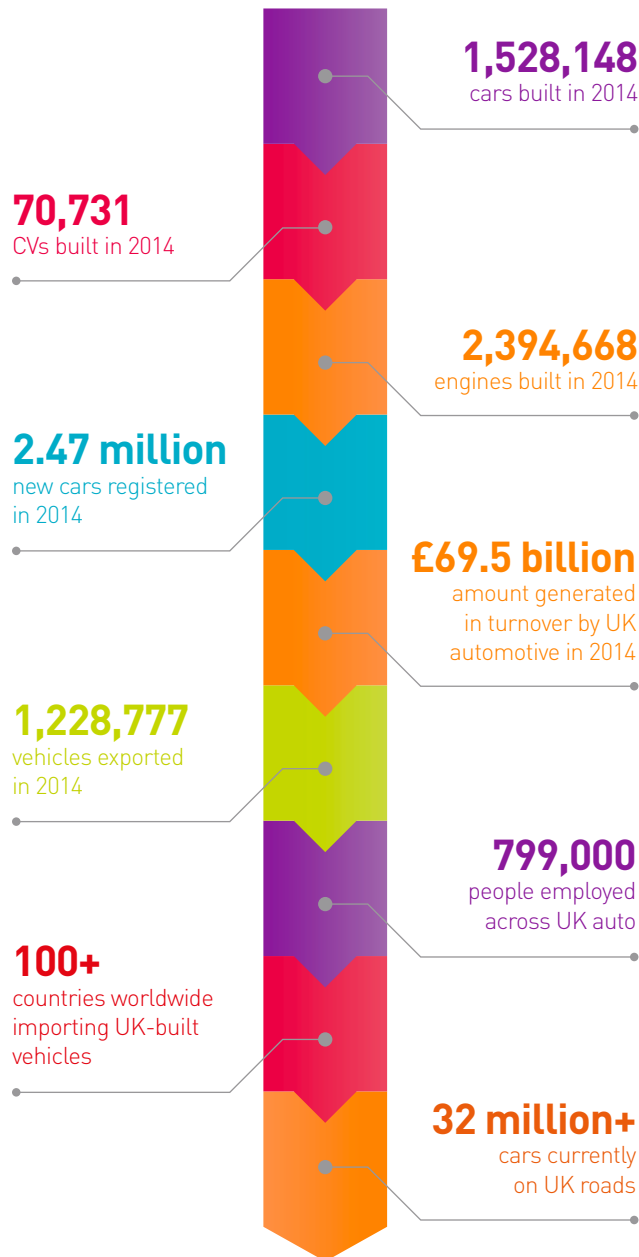 1,528,148
cars built in 2014
70,731
CVs built in 2014
2,394,668
engines built in 2014
2.47 million
new cars registered
in 2014
£69.5 billion
amount generated
in turnover by UK
automotive in 2014
1,228,777
vehicles exported
in 2014
799,000
people employed
across UK auto
100+
countries worldwide
importing UK-built
vehicles
32 million+
cars currently
on UK roads